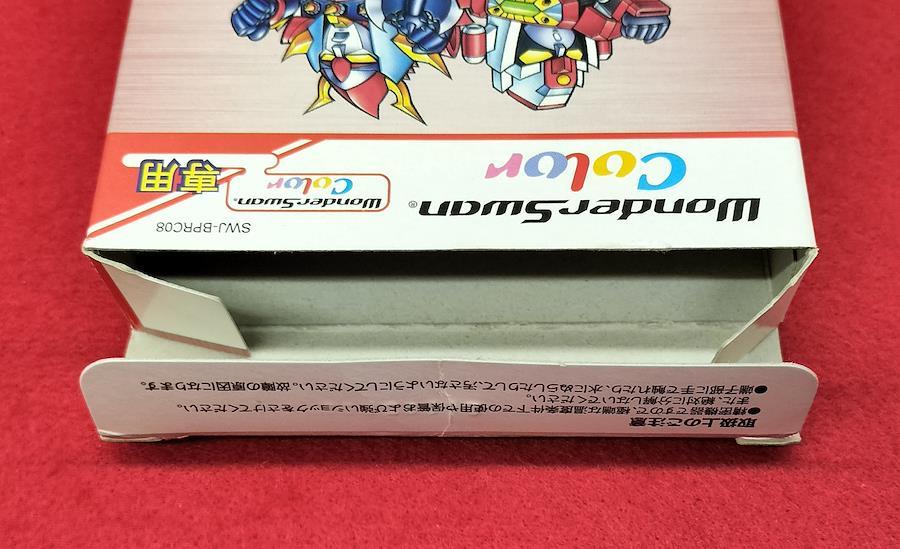 WonderSwan®
Color
SWJ-BPRC08
WonderSwan
Color
専用
取扱上のご注意
●精密機器ですので、極端な温度条件下での使用や保管および強いショックをさけてください。
また、絶対に分解しないでください。
●端子部に手で触れたり、水にぬらしたりして、汚さないようにしてください。故障の原因になります。